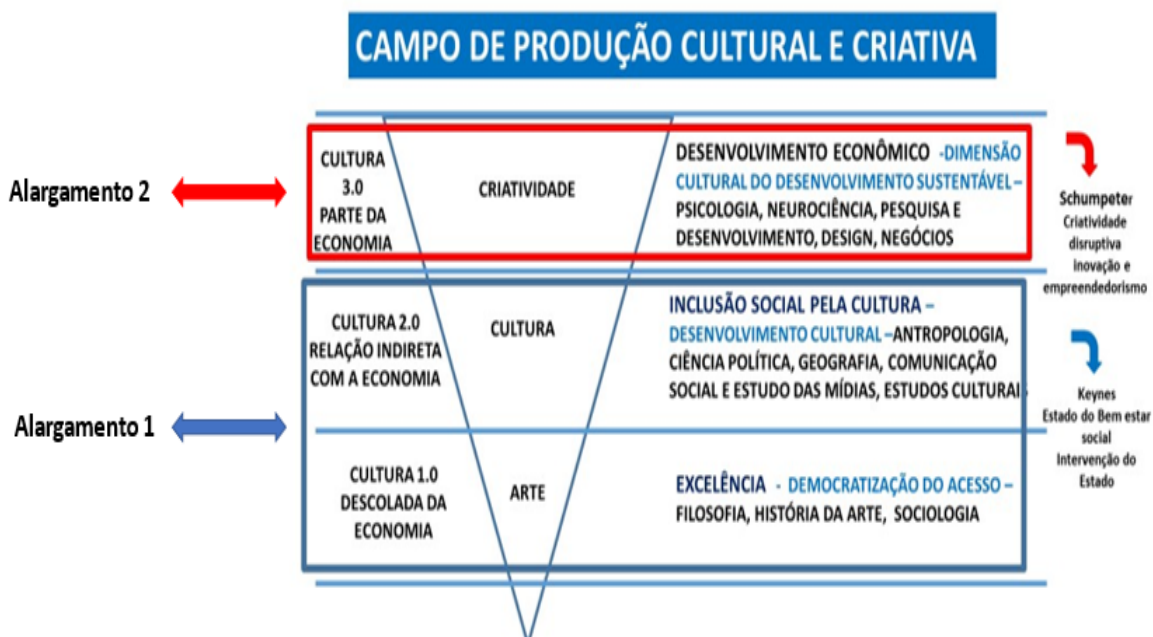 CAMPO DE PRODUÇÃO CULTURAL E CRIATIVA
Alargamento 2
CULTURA
3.0
PARTE DA
ECONOMIA
CRIATIVIDADE
DESENVOLVIMENTO ECONÔMICO -DIMENSÃO
CULTURAL DO DESENVOLVIMENTO SUSTENTÁVEL–
PSICOLOGIA, NEUROCIÊNCIA, PESQUISA E
DESENVOLVIMENTO, DESIGN, NEGÓCIOS
Schumpeter
Criatividade
disruptiva
Inovação e
empreendedorismo
Alargamento 1
CULTURA 2.0
RELAÇÃO INDIRETA
COM A ECONOMIA
CULTURA
INCLUSÃO SOCIAL PELA CULTURA –
DESENVOLVIMENTO CULTURAL –ANTROPOLOGIA,
CIÊNCIA POLÍTICA, GEOGRAFIA, COMUNICAÇÃO
SOCIAL E ESTUDO DAS MÍDIAS, ESTUDOS CULTURAIS
Keynes
Estado do Bem estar
social
Intervenção do
Estado
CULTURA 1.0
DESCOLADA DA
ECONOMIA
ARTE
EXCELÊNCIA - DEMOCRATIZAÇÃO DO ACESSO –
FILOSOFIA, HISTÓRIA DA ARTE, SOCIOLOGIA